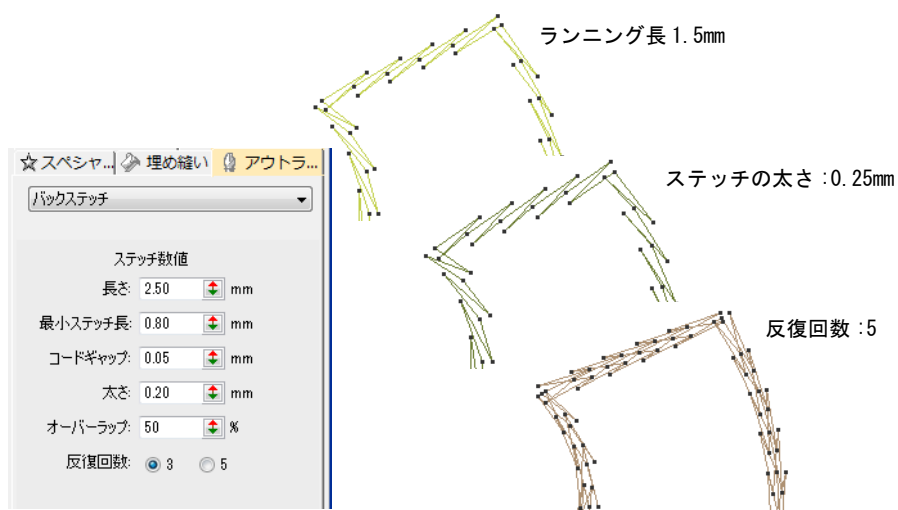 ランニング長1.5mm
スペシャ... 埋め縫い アウトラ...
ステッチの太さ:0.25mm
バックステッチ
ステッチ数値
長さ: 2.50 mm
最小ステッチ長: 0.80 mm
反復回数:5
コードギャップ: 0.05 mm
太さ: 0.20 mm
オーバーラップ: 50 %
反復回数: 3 5